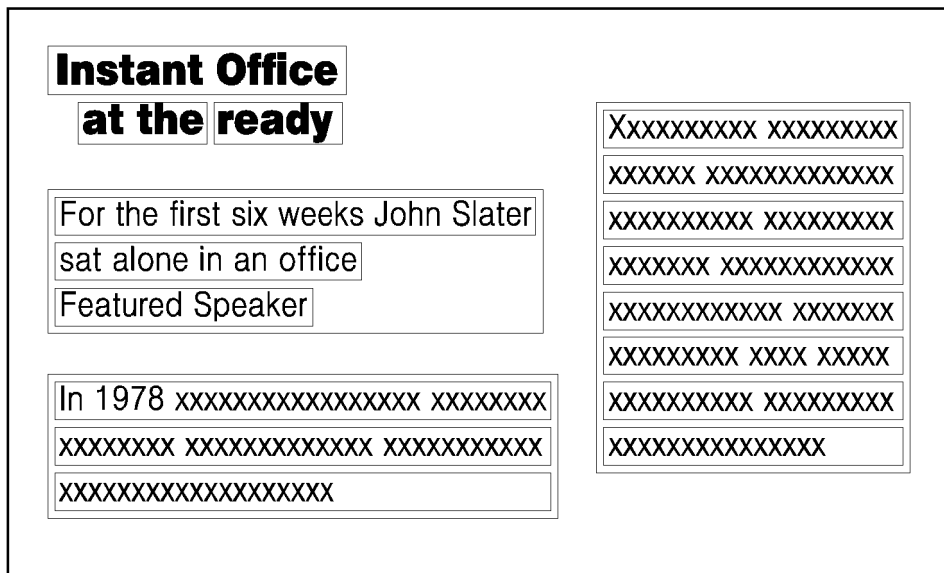 Instant Office
at the ready
For the first six weeks John Slater
sat alone in an office
Featured Speaker
In 1978 xxxxxxxxxxxxxxxxx xxxxxxxx
xxxxxxxx xxxxxxxxxxxxx xxxxxxxxxxx
xxxxxxxxxxxxxxxxxxx
Xxxxxxxxxx xxxxxxxxx
xxxxxx xxxxxxxxxxxxx
xxxxxxxxxx xxxxxxxxx
xxxxxxx xxxxxxxxxxxx
xxxxxxxxxxxx xxxxxxx
xxxxxxxxx xxxx xxxxx
xxxxxxxxxx xxxxxxxxx
xxxxxxxxxxxxxxx